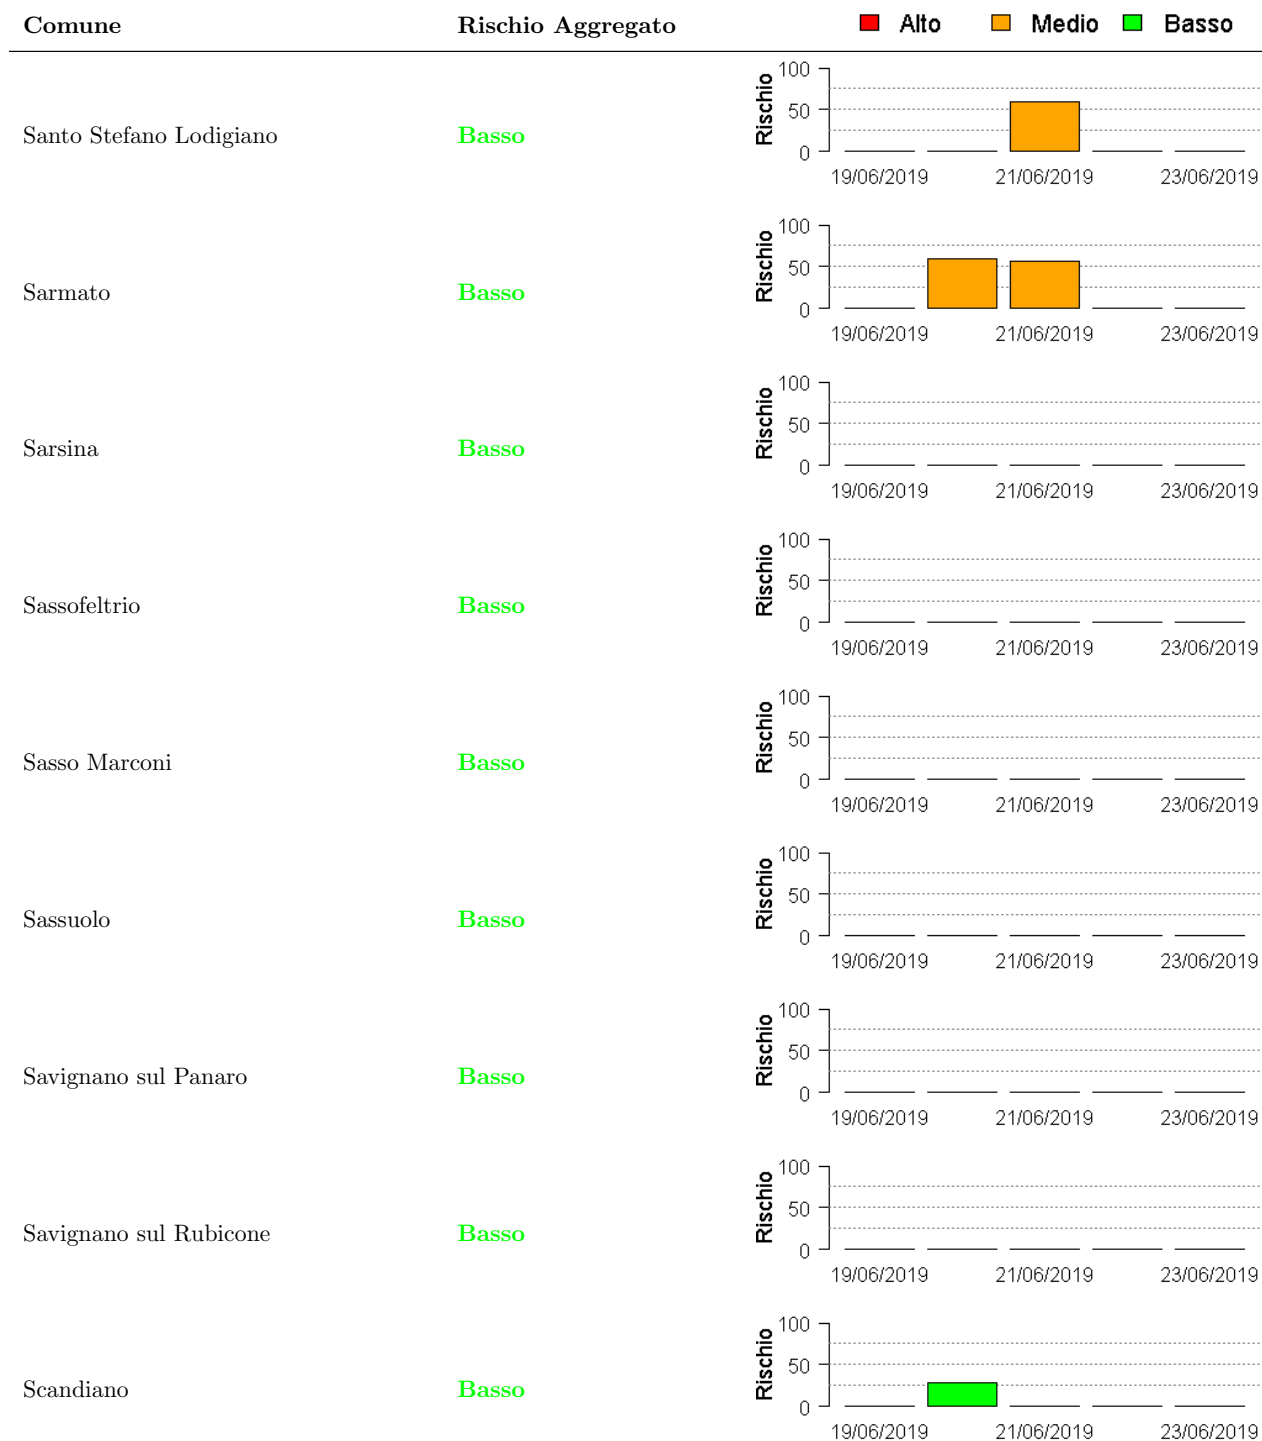 Comune Rischio Aggregato Alto Medio Basso
Santo Stefano Lodigiano Basso Rischio 100 50 0
19/06/2019 21/06/2019 23/06/2019
Sarmato Basso Rischio 100 50 0
19/06/2019 21/06/2019 23/06/2019
Sarsina Basso Rischio 100 50 0
19/06/2019 21/06/2019 23/06/2019
Sassofeltrio Basso Rischio 100 50 0
19/06/2019 21/06/2019 23/06/2019
Sasso Marconi Basso Rischio 100 50 0
19/06/2019 21/06/2019 23/06/2019
Sassuolo Basso Rischio 100 50 0
19/06/2019 21/06/2019 23/06/2019
Savignano sul Panaro Basso Rischio 100 50 0
19/06/2019 21/06/2019 23/06/2019
Savignano sul Rubicone Basso Rischio 100 50 0
19/06/2019 21/06/2019 23/06/2019
Scandiano Basso Rischio 100 50 0
19/06/2019 21/06/2019 23/06/2019